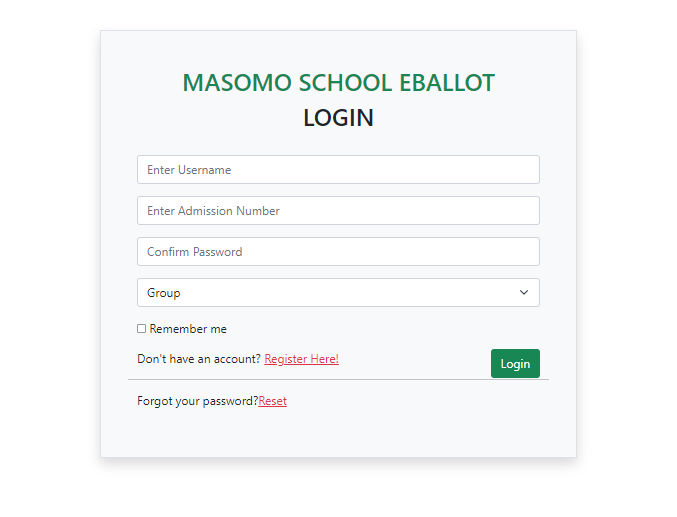 MASOMO SCHOOL EBALLOT
LOGIN
Enter Username
Enter Admission Number
Confirm Password
Group
Remember me
Don't have an account? Register Here!
Login
Forgot your password?Reset